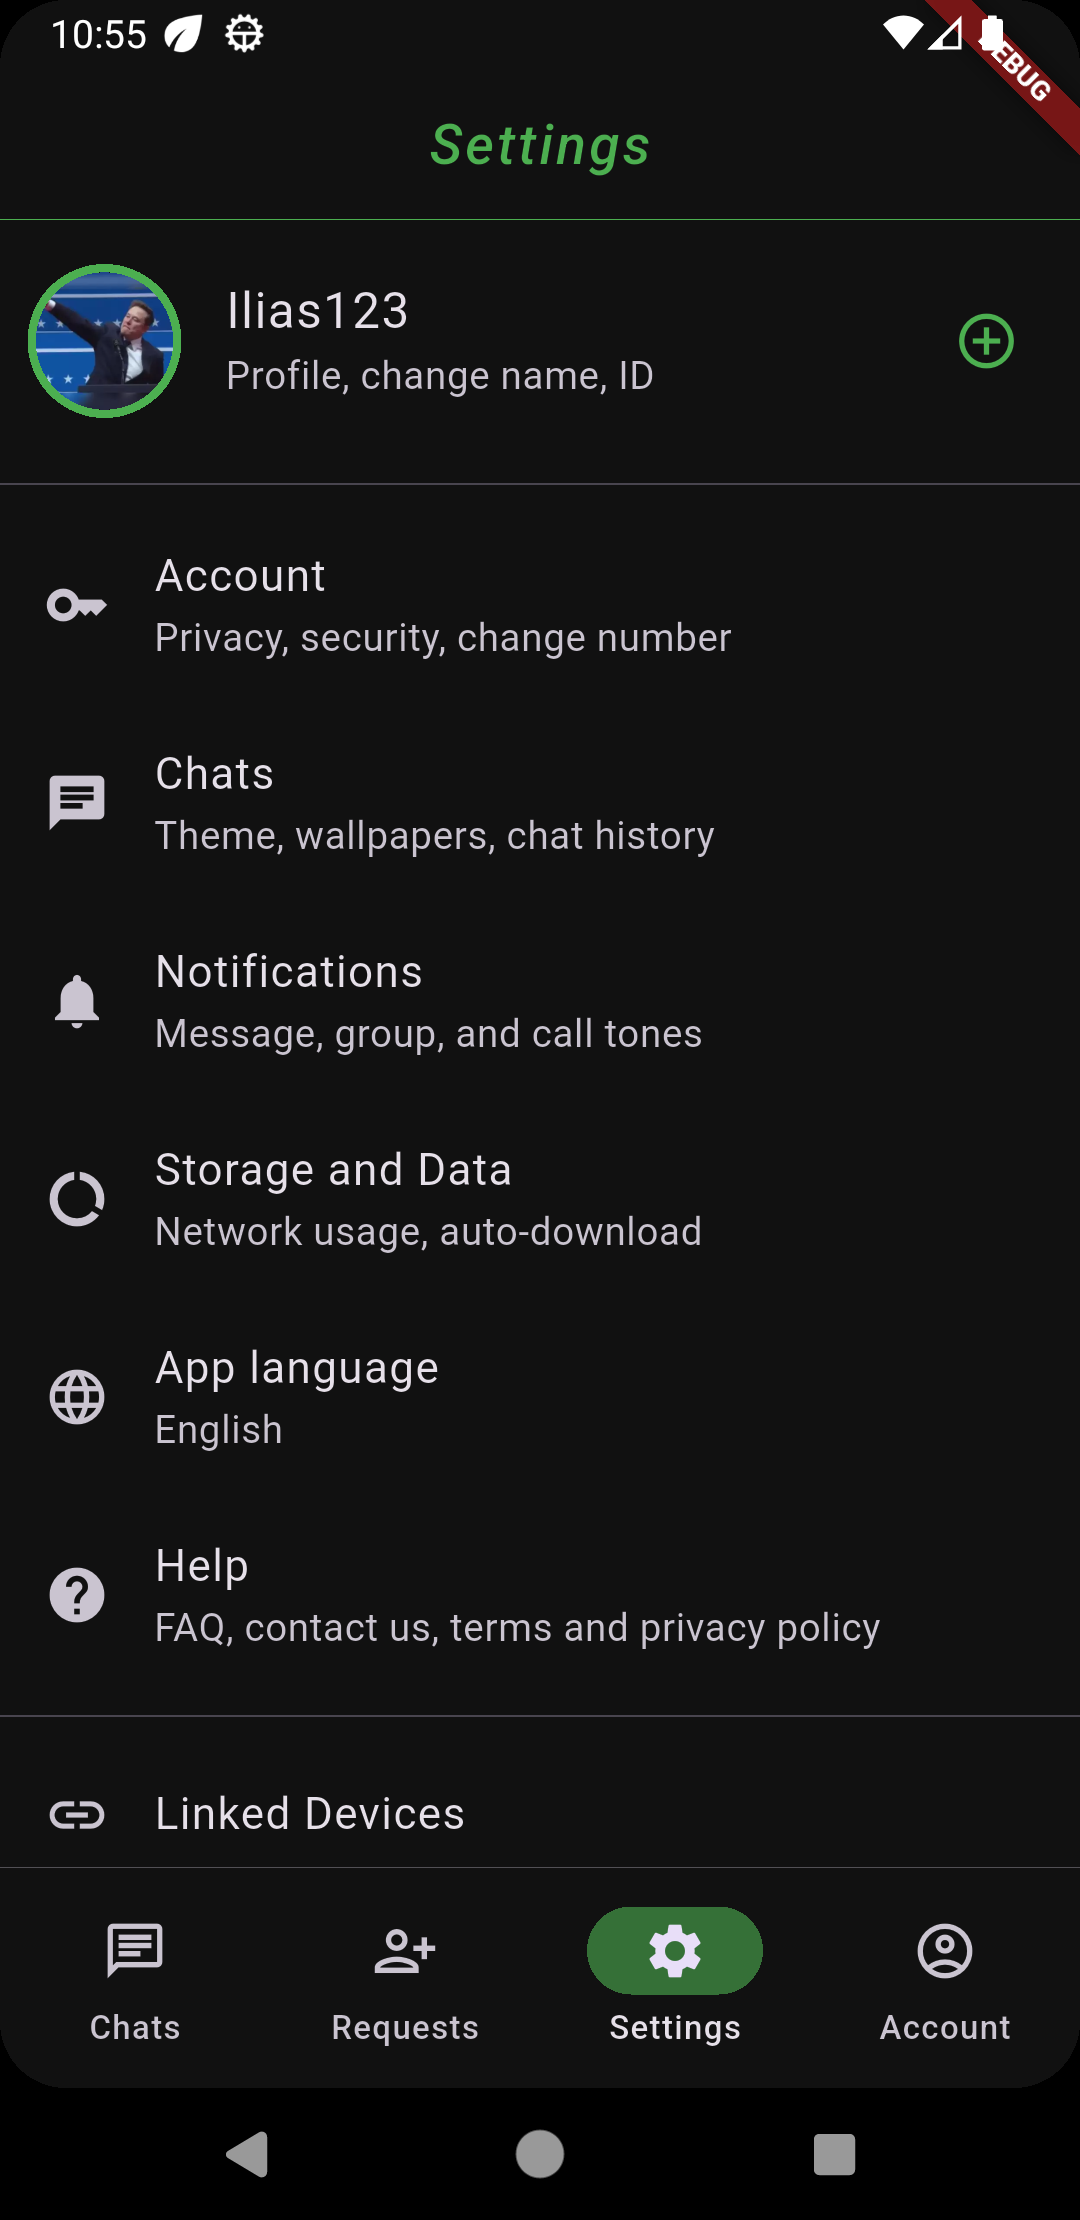 10:55
EBUG
Settings
Ilias123
Profile, change name, ID
Account
Privacy, security, change number
Chats
Theme, wallpapers, chat history
Notifications
Message, group, and call tones
Storage and Data
Network usage, auto-download
App language
English
Help
FAQ, contact us, terms and privacy policy
Linked Devices
Chats
Requests
Settings
Account